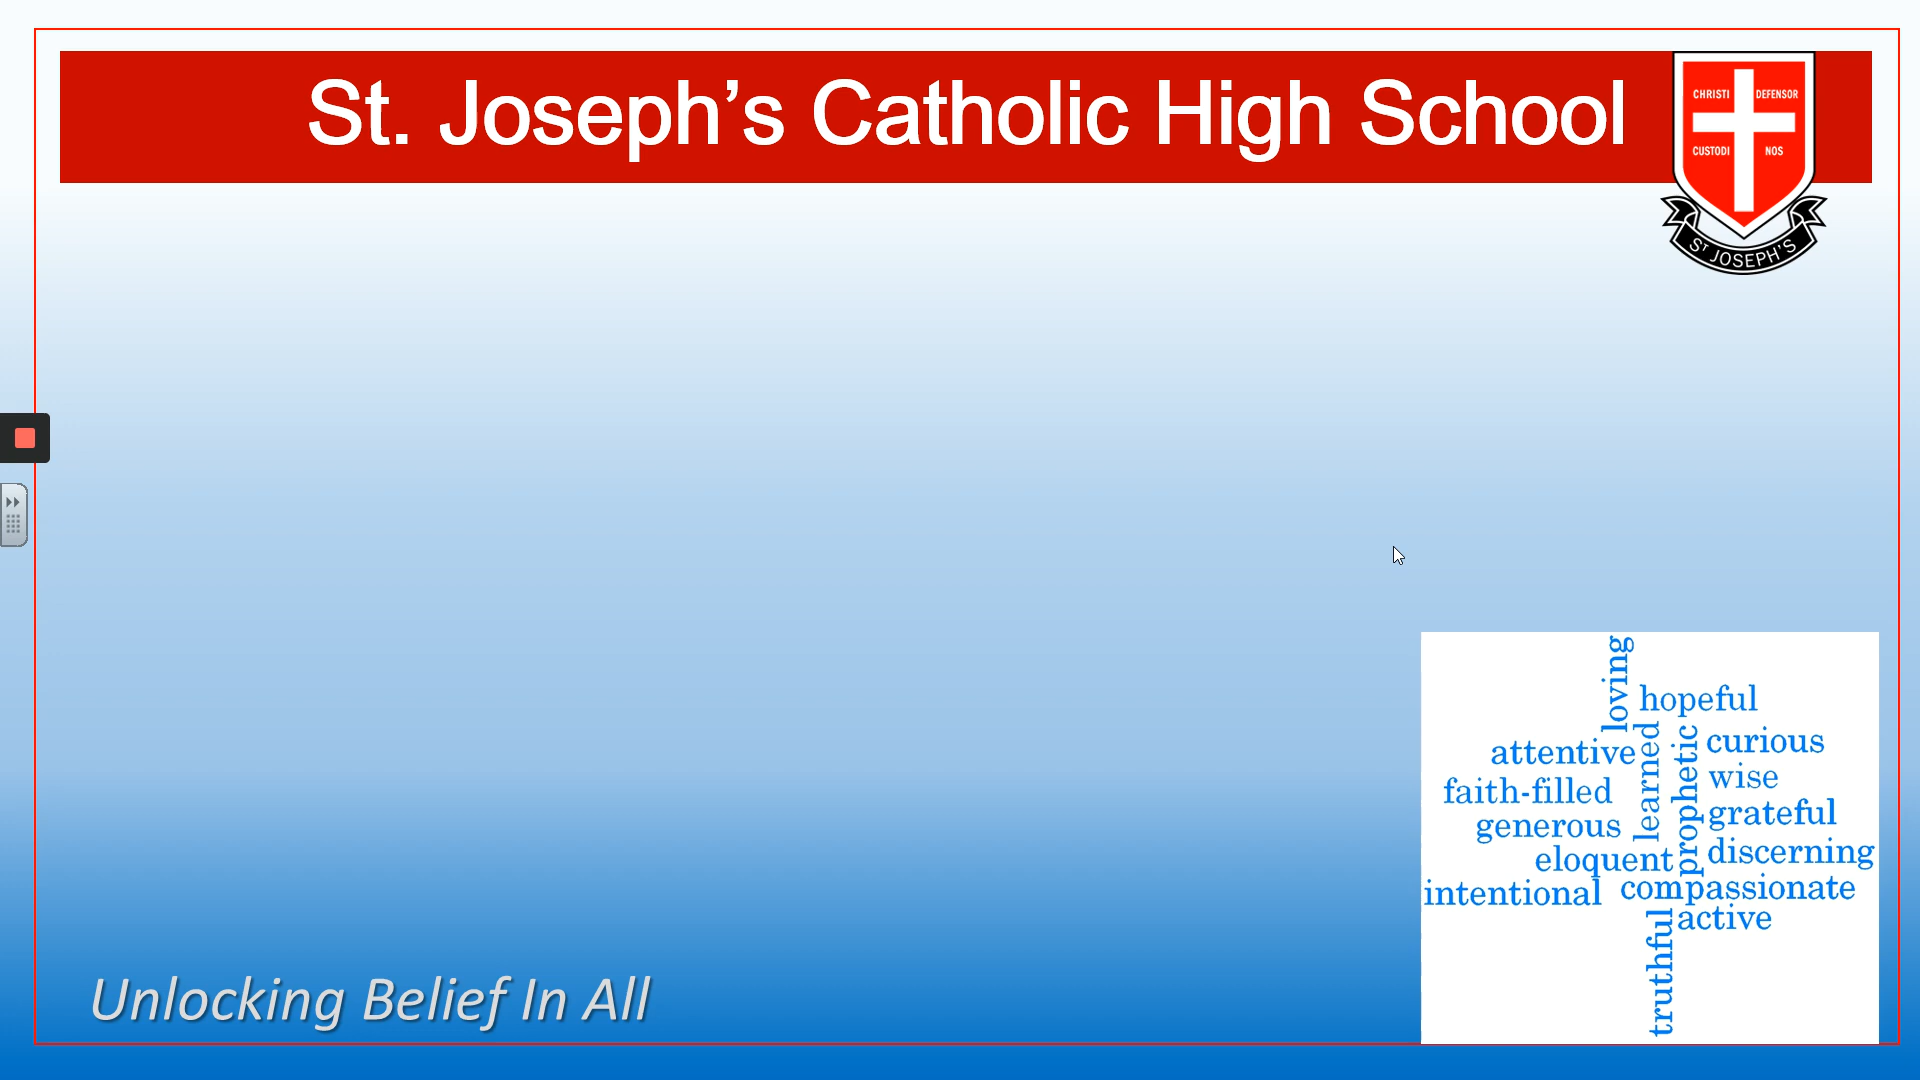 St. Joseph’s Catholic High School
CHRISTI DEFENSOR
CUSTODI NOS
ST JOSEPH'S
loving
hopeful
attentive
learned
prophetic
curious
faith-filled
wise
generous
grateful
eloquent
discerning
intentional
compassionate
active
truthful
Unlocking Belief In All